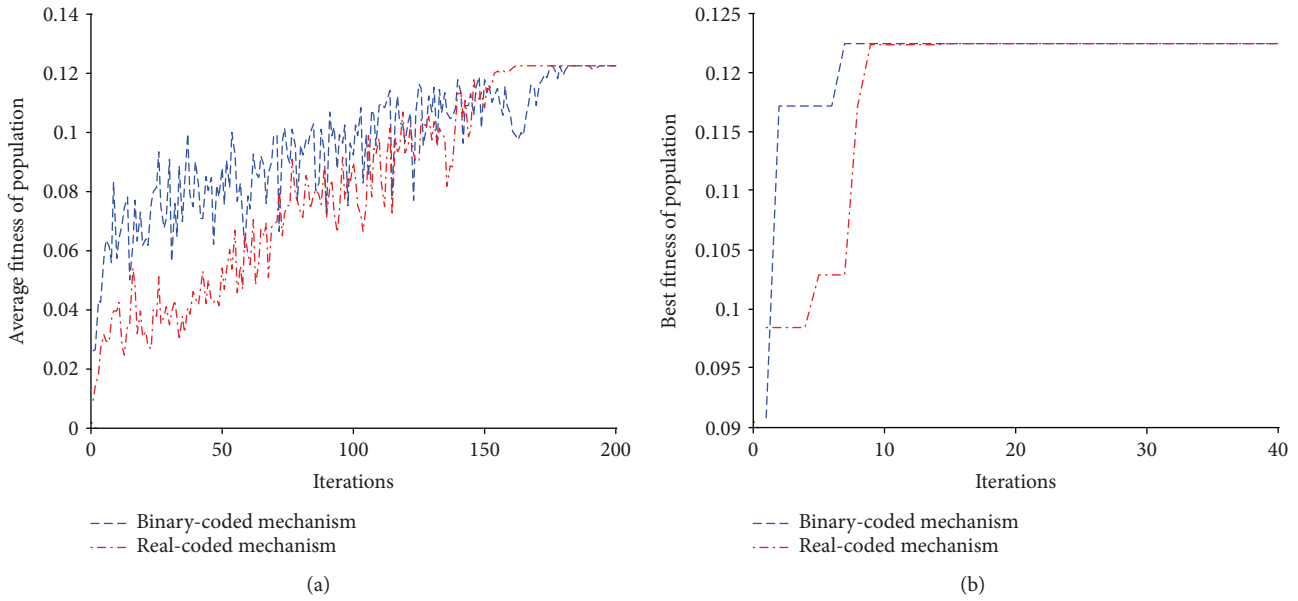 0.14
0.12
0.1
0.08
0.06
0.04
0.02
0
Average fitness of population
0 50 100 150 200
Iterations
Binary-coded mechanism
Real-coded mechanism
(a)
0.125
0.12
0.115
0.11
0.105
0.1
0.095
0.09
Best fitness of population
0 10 20 30 40
Iterations
Binary-coded mechanism
Real-coded mechanism
(b)